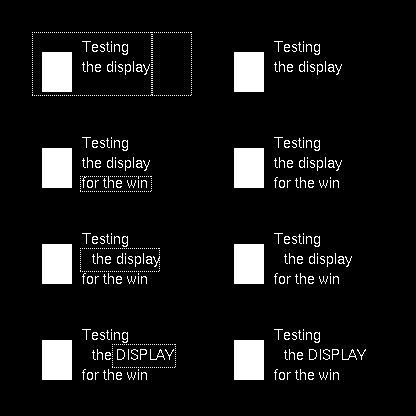 Testing
the display
Testing
the display
Testing
the display
for the win
Testing
the display
for the win
Testing
the display
for the win
Testing
the display
for the win
Testing
the DISPLAY
for the win
Testing
the DISPLAY
for the win